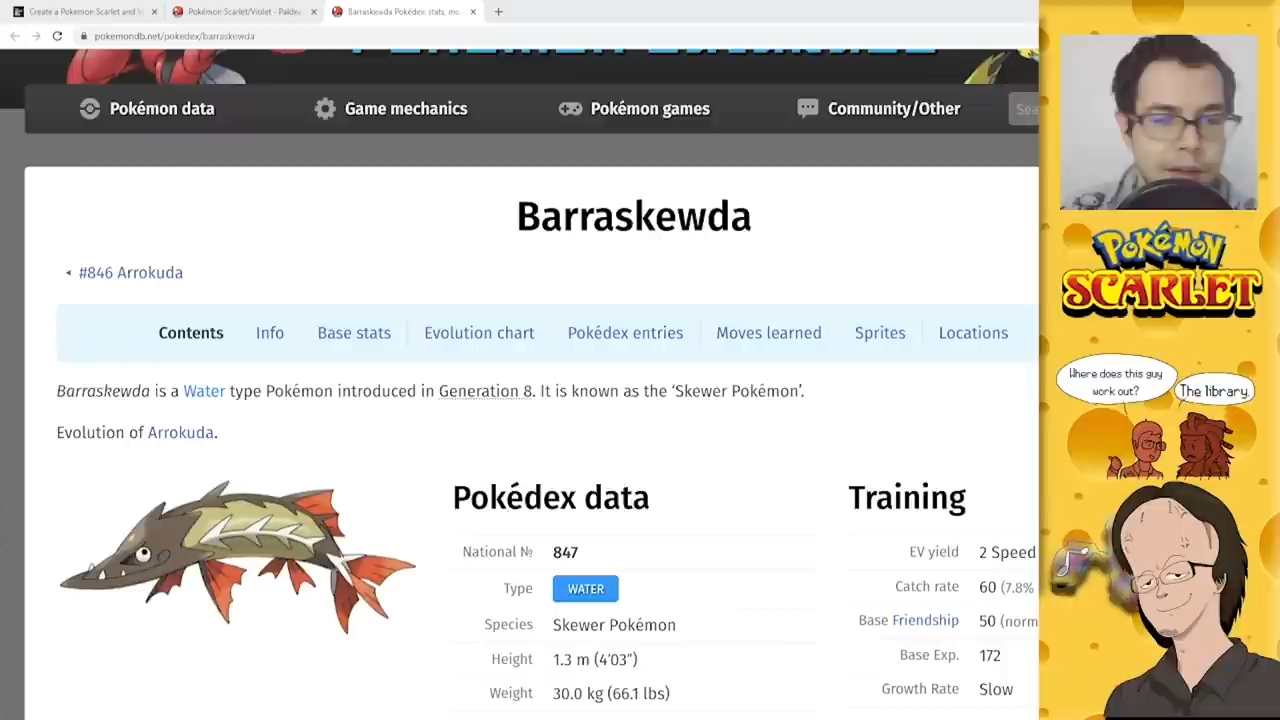 Create a Pokemon Scarlet and Vi
Pokémon Scarlet/Violet - Palde
Barraskewda Pokédex: stats, mo
pokemondb.net/pokedex/barraskewda
Pokémon data
Game mechanics
Pokémon games
Community/Other
Sea
Barraskewda
#846 Arrokuda
Contents
Info
Base stats
Evolution chart
Pokédex entries
Moves learned
Sprites
Locations
Barraskewda is a Water type Pokémon introduced in Generation 8. It is known as the ‘Skewer Pokémon’.
Evolution of Arrokuda.
Pokédex data
National № 847
Type WATER
Species Skewer Pokémon
Height 1.3 m (4′03″)
Weight 30.0 kg (66.1 lbs)
Training
EV yield 2 Speed
Catch rate 60 (7.8%
Base Friendship 50 (norm
Base Exp. 172
Growth Rate Slow
POKÉMON
SCARLET
Where does this guy
work out?
The library.